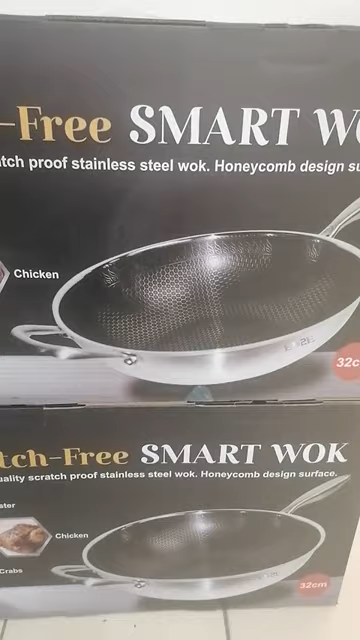 -Free SMART WO
tch proof stainless steel wok. Honeycomb design su
Chicken
32c
tch-Free SMART WOK
uality scratch proof stainless steel wok. Honeycomb design surface.
ster
Chicken
Crabs
32cm